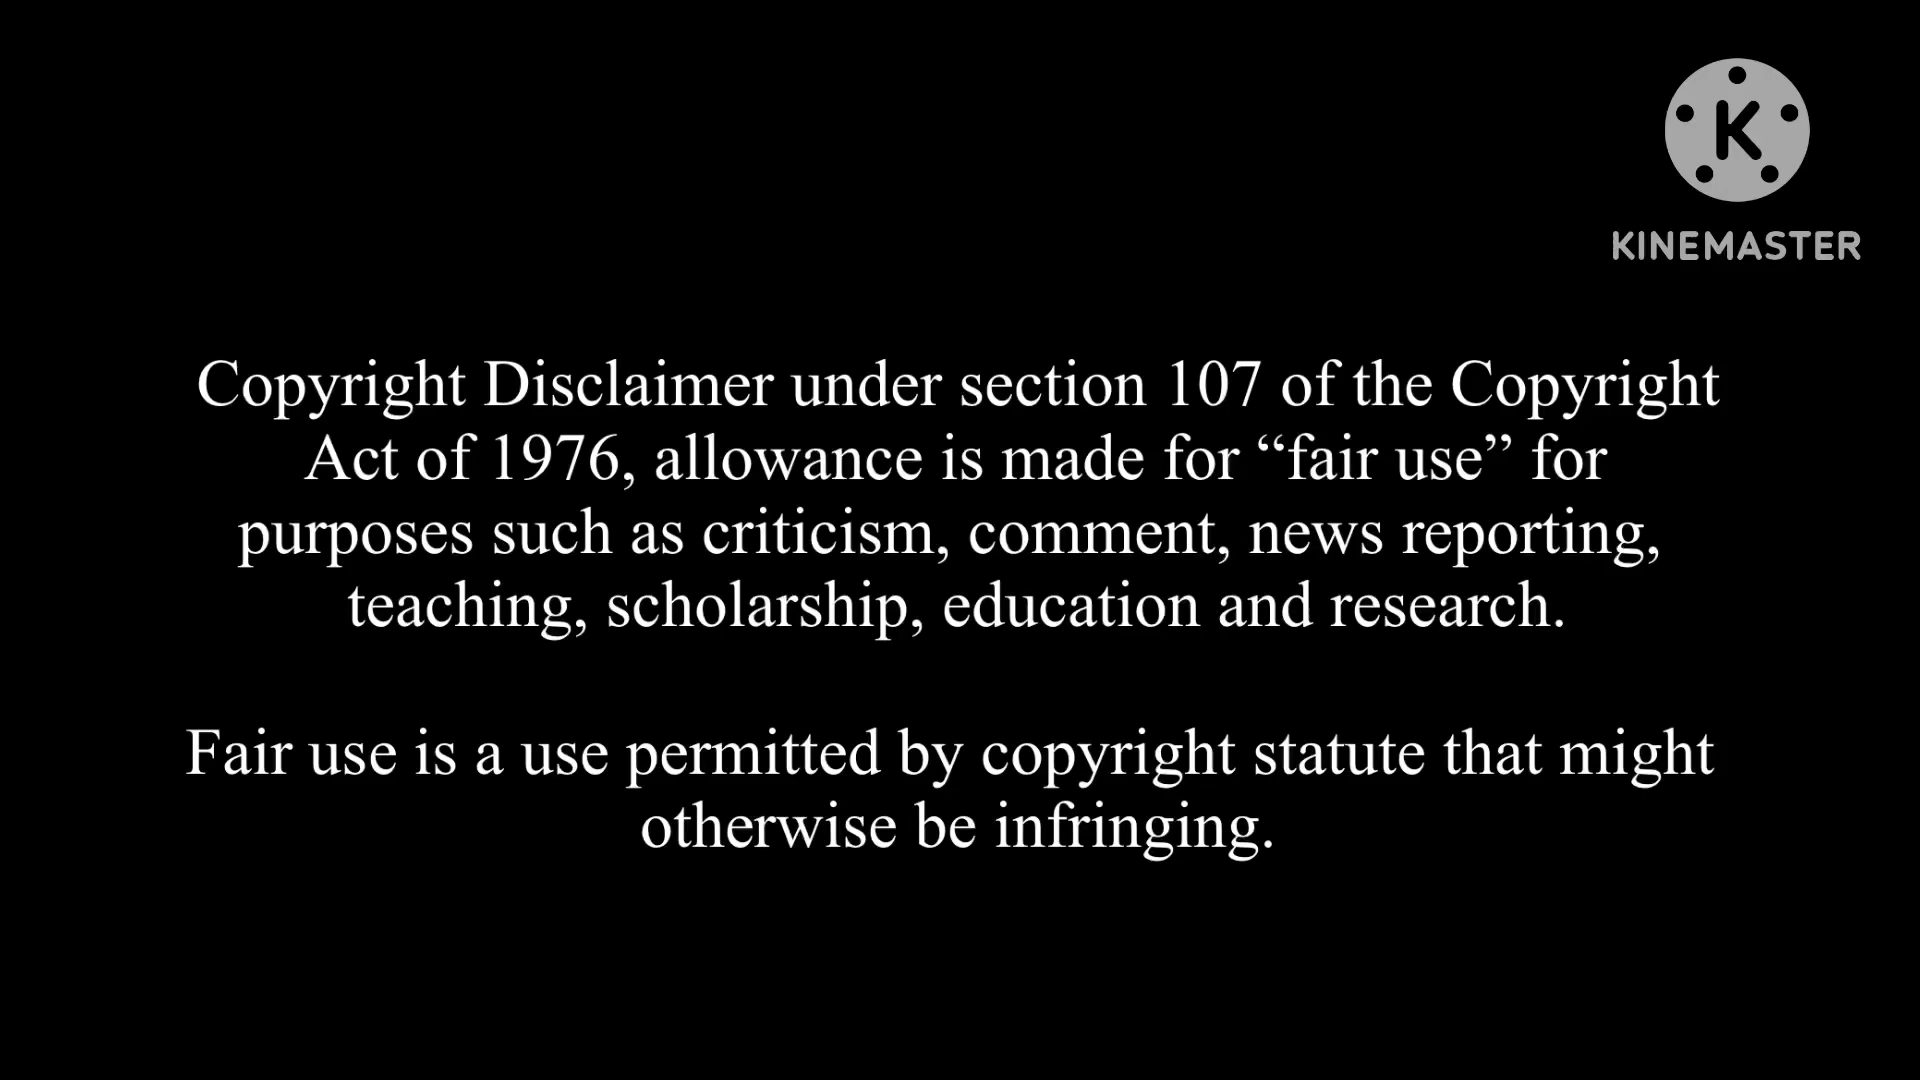 K
KINEMASTER
Copyright Disclaimer under section 107 of the Copyright
Act of 1976, allowance is made for “fair use” for
purposes such as criticism, comment, news reporting,
teaching, scholarship, education and research.
Fair use is a use permitted by copyright statute that might
otherwise be infringing.